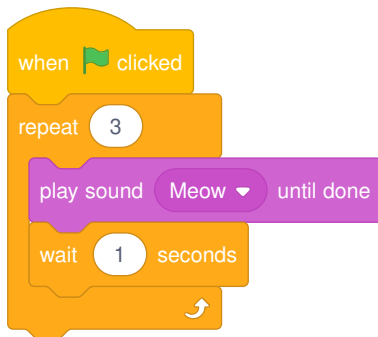 when clicked
repeat 3
play sound Meow until done
wait 1 seconds